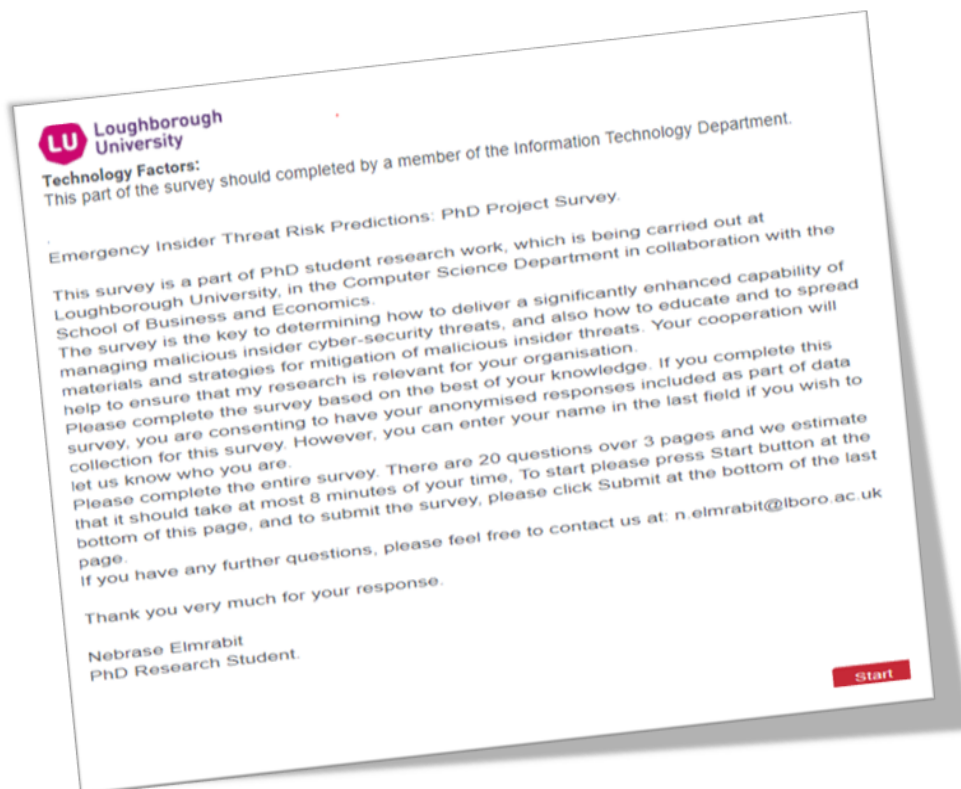 LU Loughborough
University
Technology Factors:
This part of the survey should completed by a member of the Information Technology Department.
.
Emergency Insider Threat Risk Predictions: PhD Project Survey.
This survey is a part of PhD student research work, which is being carried out at
Loughborough University, in the Computer Science Department in collaboration with the
School of Business and Economics.
The survey is the key to determining how to deliver a significantly enhanced capability of
managing malicious insider cyber-security threats, and also how to educate and to spread
materials and strategies for mitigation of malicious insider threats. Your cooperation will
help to ensure that my research is relevant for your organisation.
Please complete the survey based on the best of your knowledge. If you complete this
survey, you are consenting to have your anonymised responses included as part of data
collection for this survey. However, you can enter your name in the last field if you wish to
let us know who you are.
Please complete the entire survey. There are 20 questions over 3 pages and we estimate
that it should take at most 8 minutes of your time, To start please press Start button at the
bottom of this page, and to submit the survey, please click Submit at the bottom of the last
page.
If you have any further questions, please feel free to contact us at: n.elmrabit@lboro.ac.uk
Thank you very much for your response.
Nebrase Elmrabit
PhD Research Student.
Start